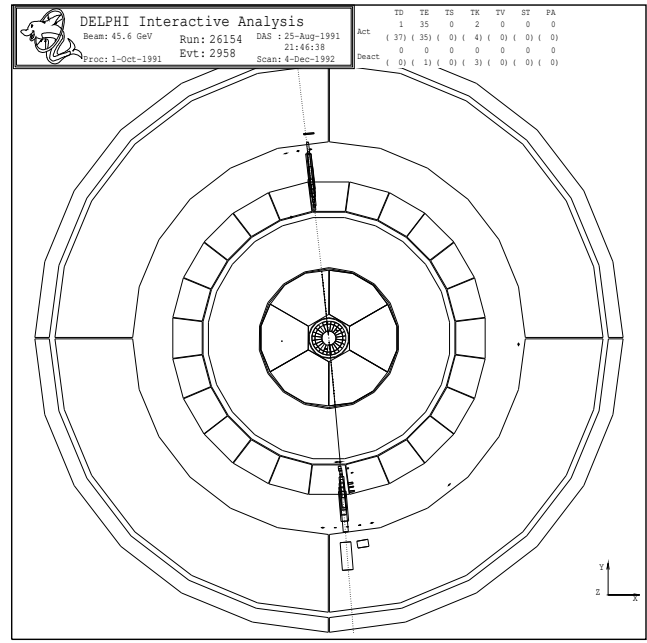 DELPHI Interactive Analysis
Beam: 45.6 GeV Run: 26154 DAS : 25-Aug-1991
21:46:38
Evt: 2958
Proc: 1-Oct-1991 Scan: 4-Dec-1992
TD TE TS TK TV ST PA
Act 1 35 0 2 0 0 0
( 37) ( 35) ( 0) ( 4) ( 0) ( 0) ( 0)
Deact 0 0 0 0 0 0 0
( 0) ( 1) ( 0) ( 3) ( 0) ( 0) ( 0)
Y
Z X